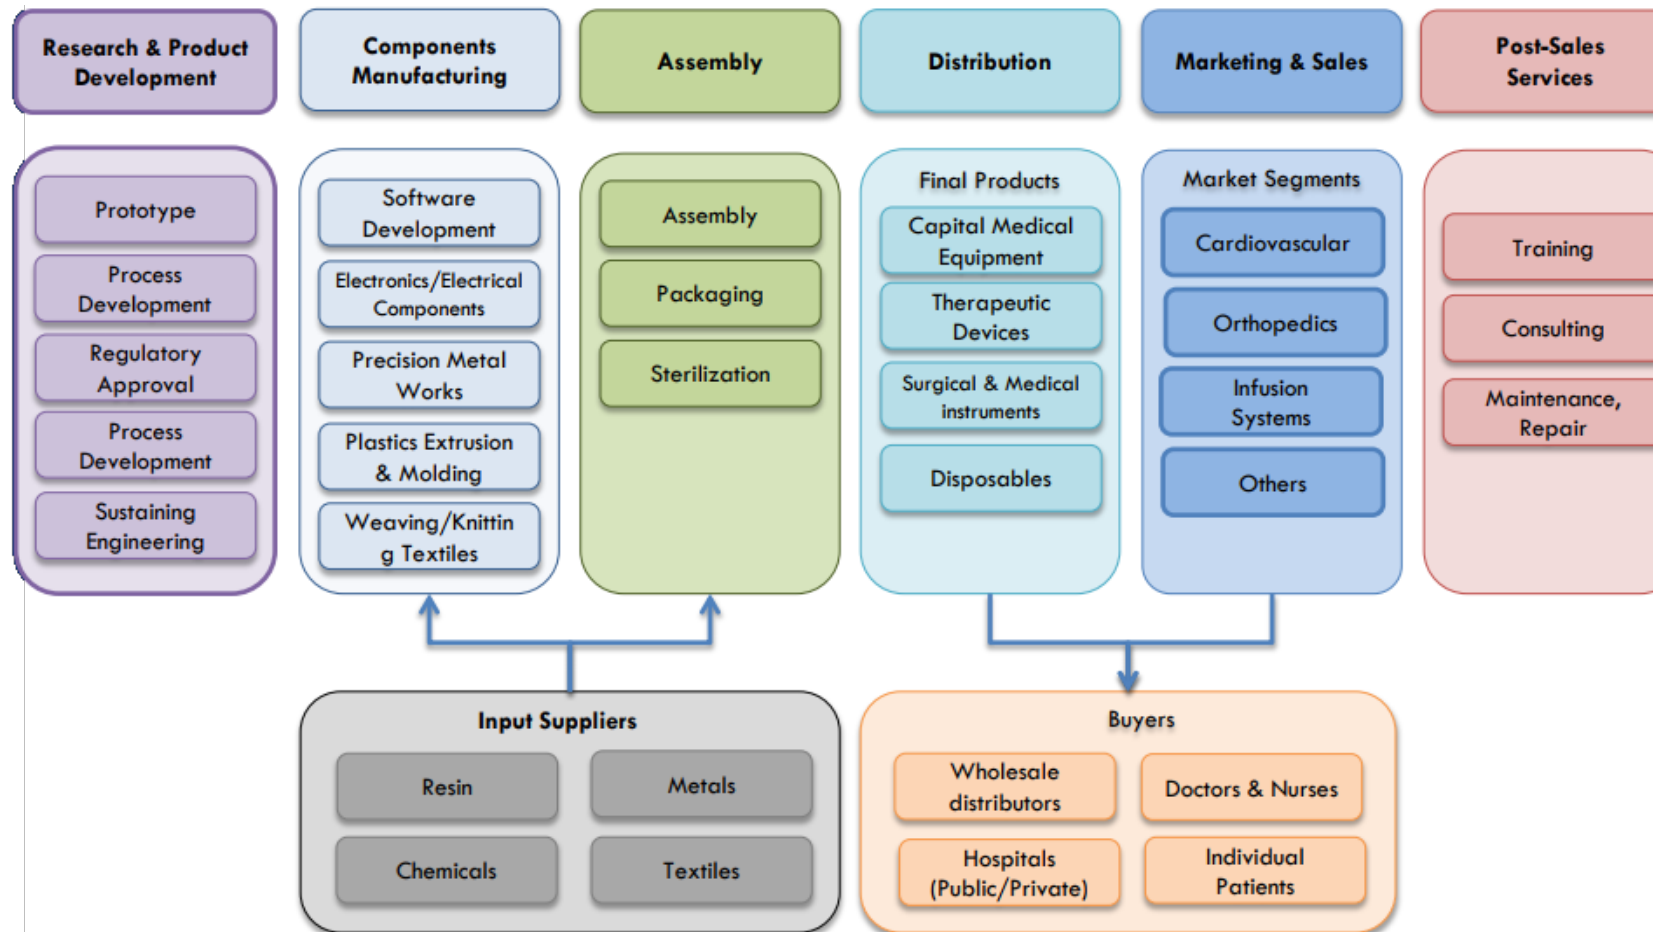 Research & Product
Development
Components
Manufacturing
Assembly
Distribution
Marketing & Sales
Post-Sales
Services
Prototype
Process
Development
Regulatory
Approval
Process
Development
Sustaining
Engineering
Software
Development
Electronics/Electrical
Components
Precision Metal
Works
Plastics Extrusion
& Molding
Weaving/Knittin
g Textiles
Assembly
Packaging
Sterilization
Final Products
Capital Medical
Equipment
Therapeutic
Devices
Surgical & Medical
instruments
Disposables
Market Segments
Cardiovascular
Orthopedics
Infusion
Systems
Others
Training
Consulting
Maintenance,
Repair
Input Suppliers
Resin
Metals
Chemicals
Textiles
Buyers
Wholesale
distributors
Doctors & Nurses
Hospitals
(Public/Private)
Individual
Patients